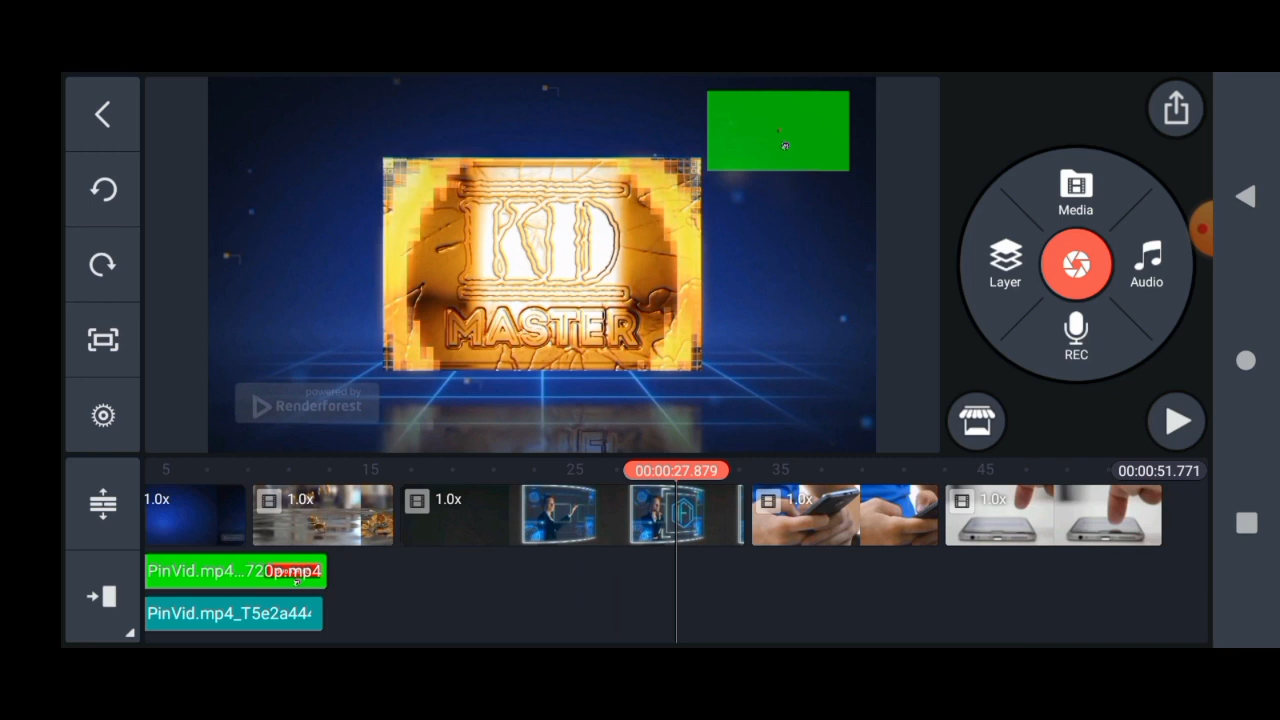 KD
MASTER
powered by
Renderforest
Media
Layer
Audio
REC
5
15
25
00:00:27.879
35
45
00:00:51.771
1.0x
1.0x
1.0x
1.0x
1.0x
PinVid.mp4...720p.mp4
PinVid.mp4_T5e2a44